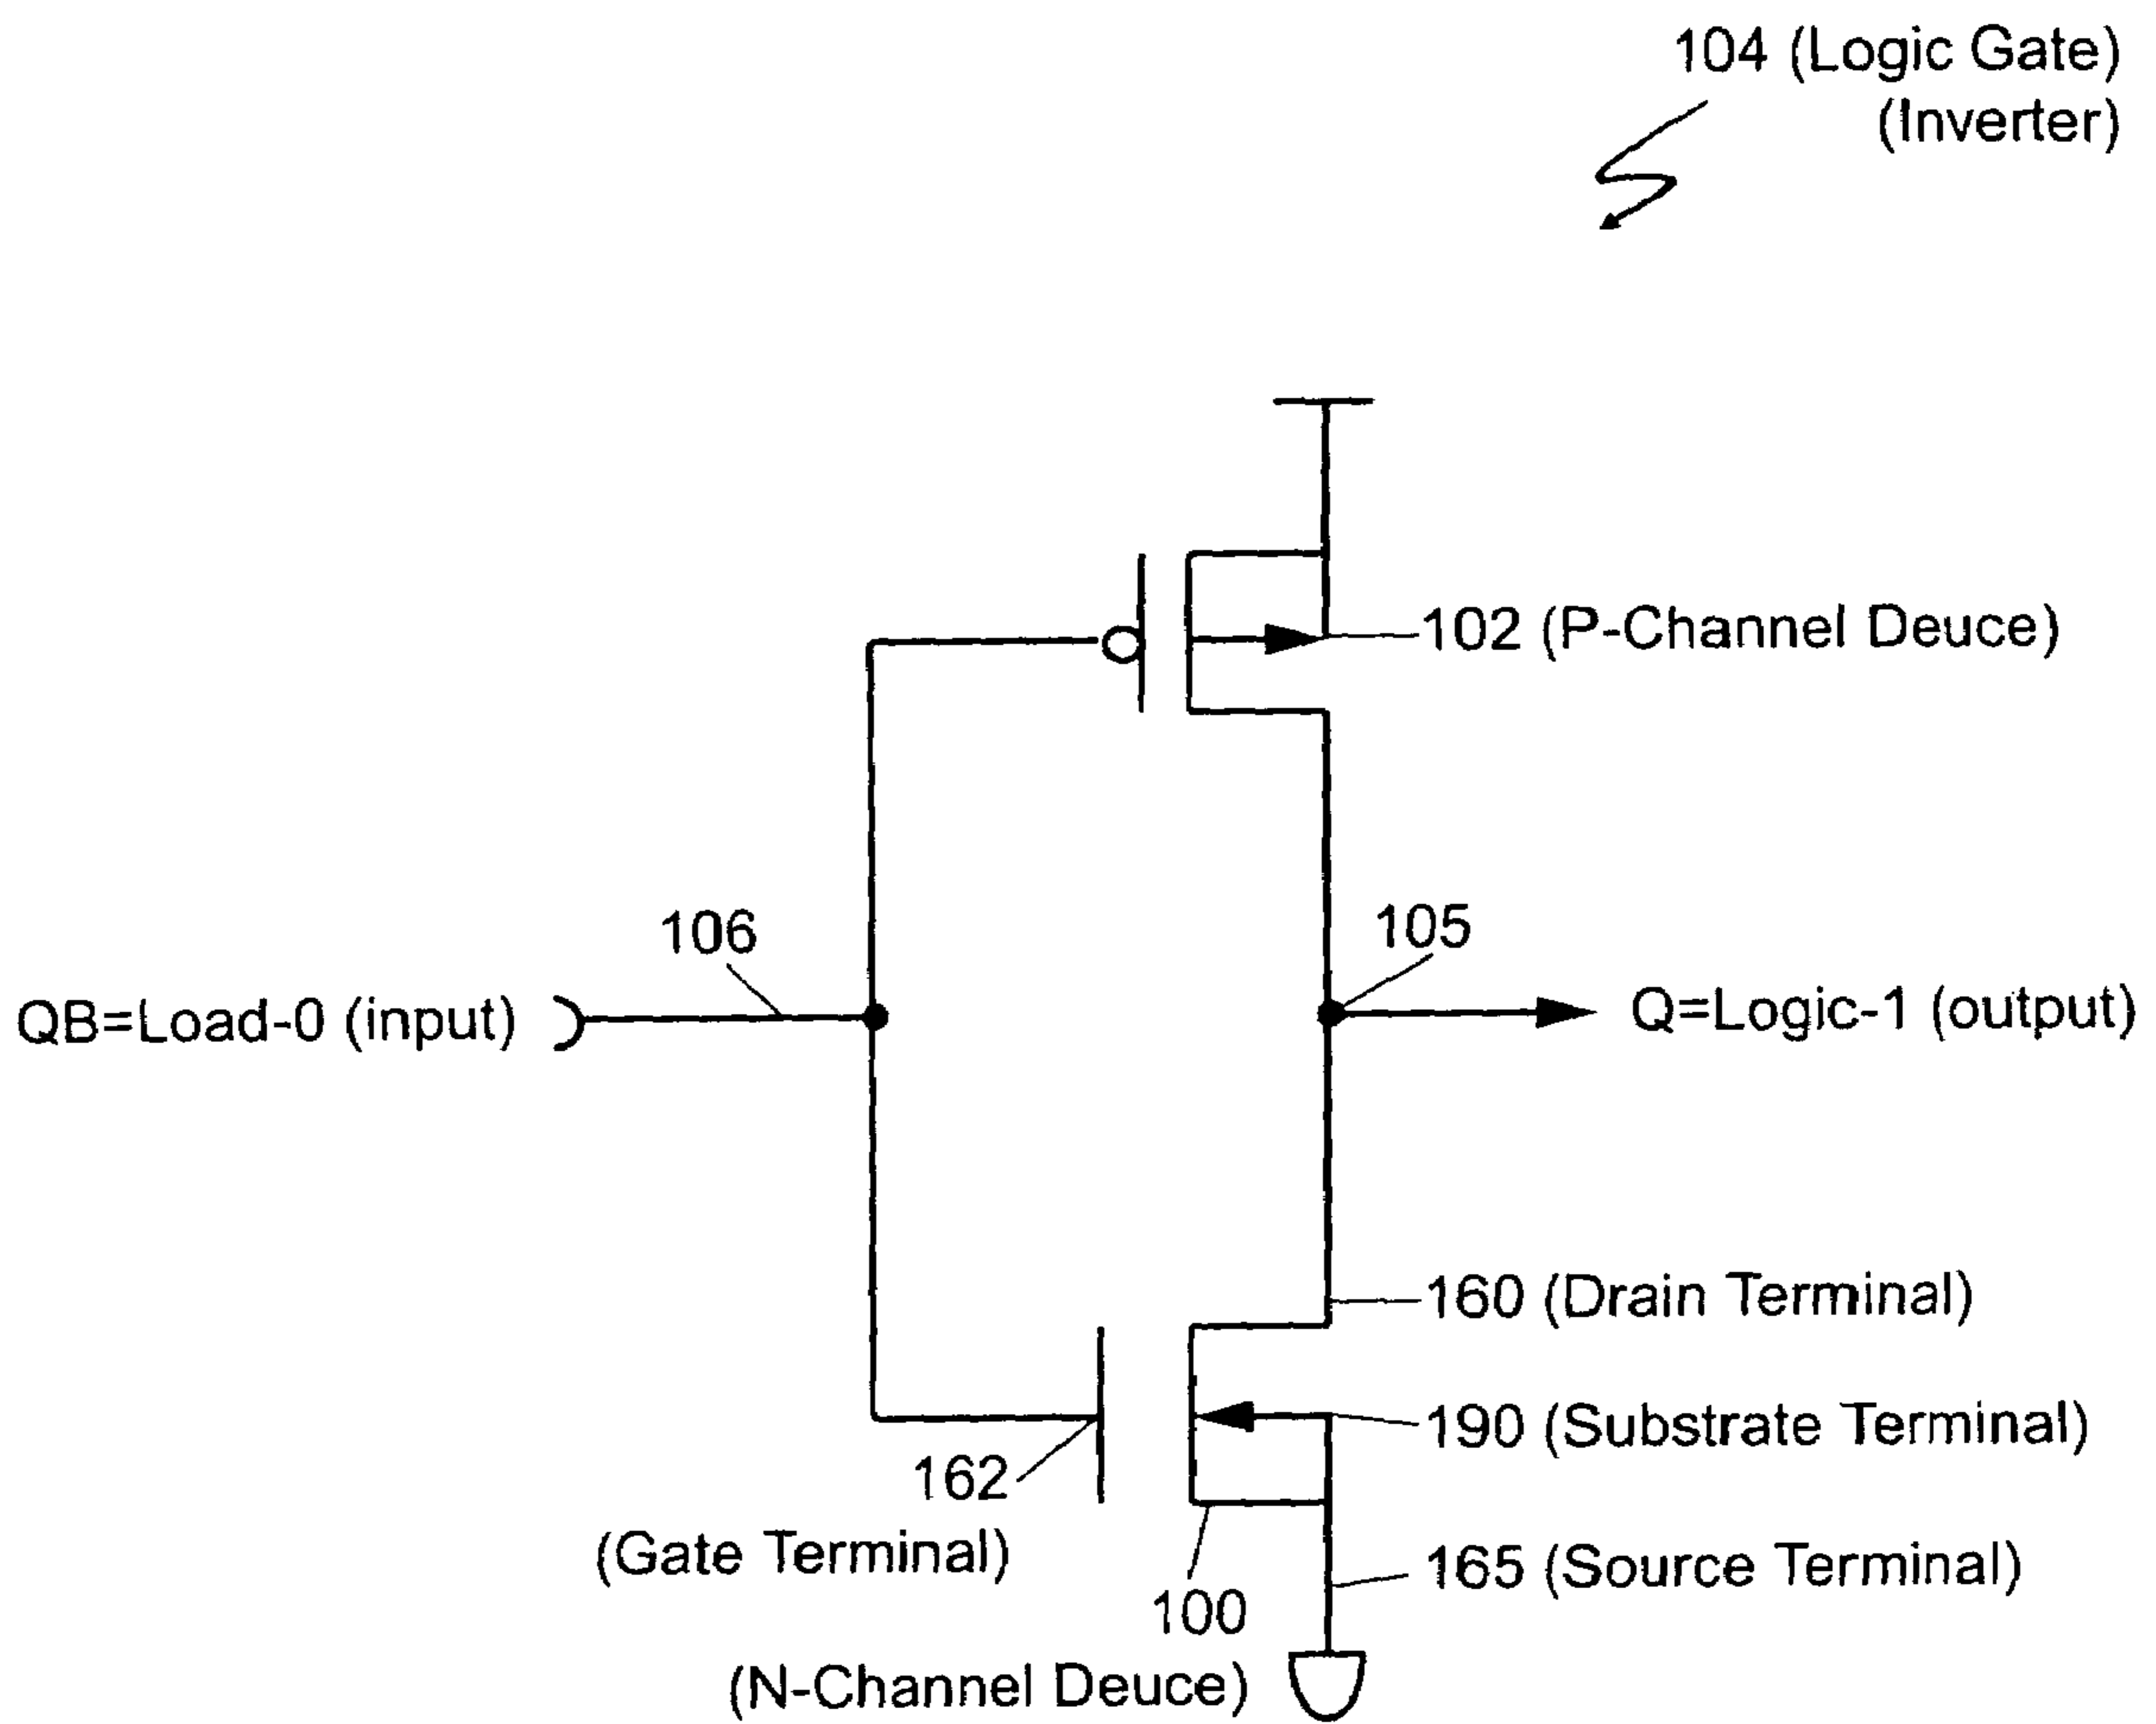 104 (Logic Gate)
(Inverter)
102 (P-Channel Deuce)
106
105
QB=Load-0 (input)
Q=Logic-1 (output)
160 (Drain Terminal)
190 (Substrate Terminal)
162
(Gate Terminal)
165 (Source Terminal)
100
(N-Channel Deuce)